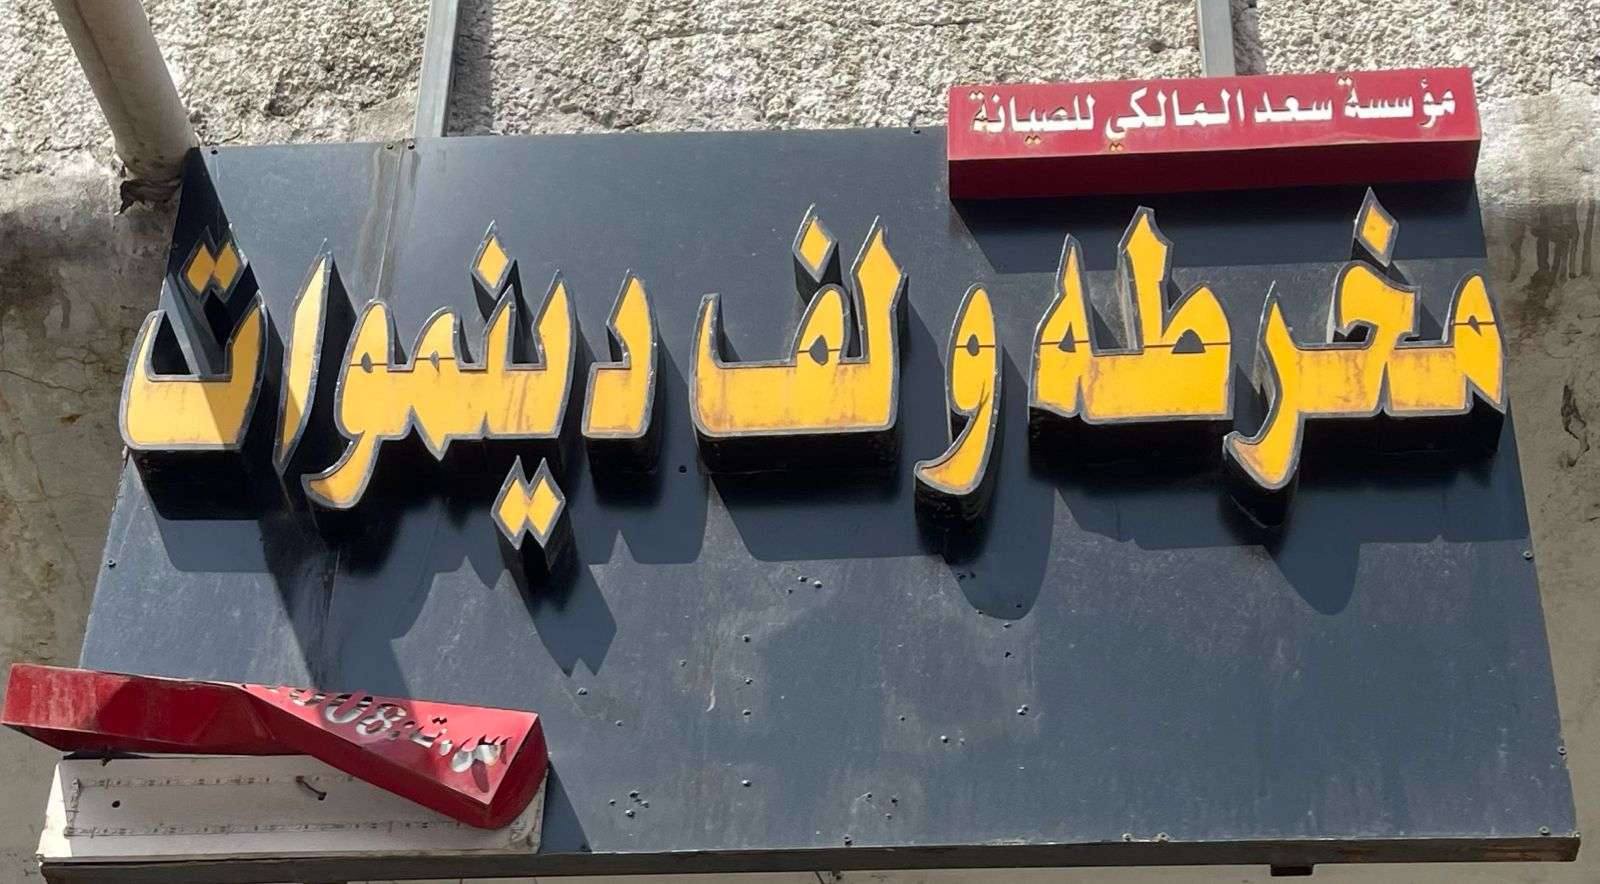 مؤسسة سعد المالكي للصيانة
مخرطه ولف دينموات
س.ت: